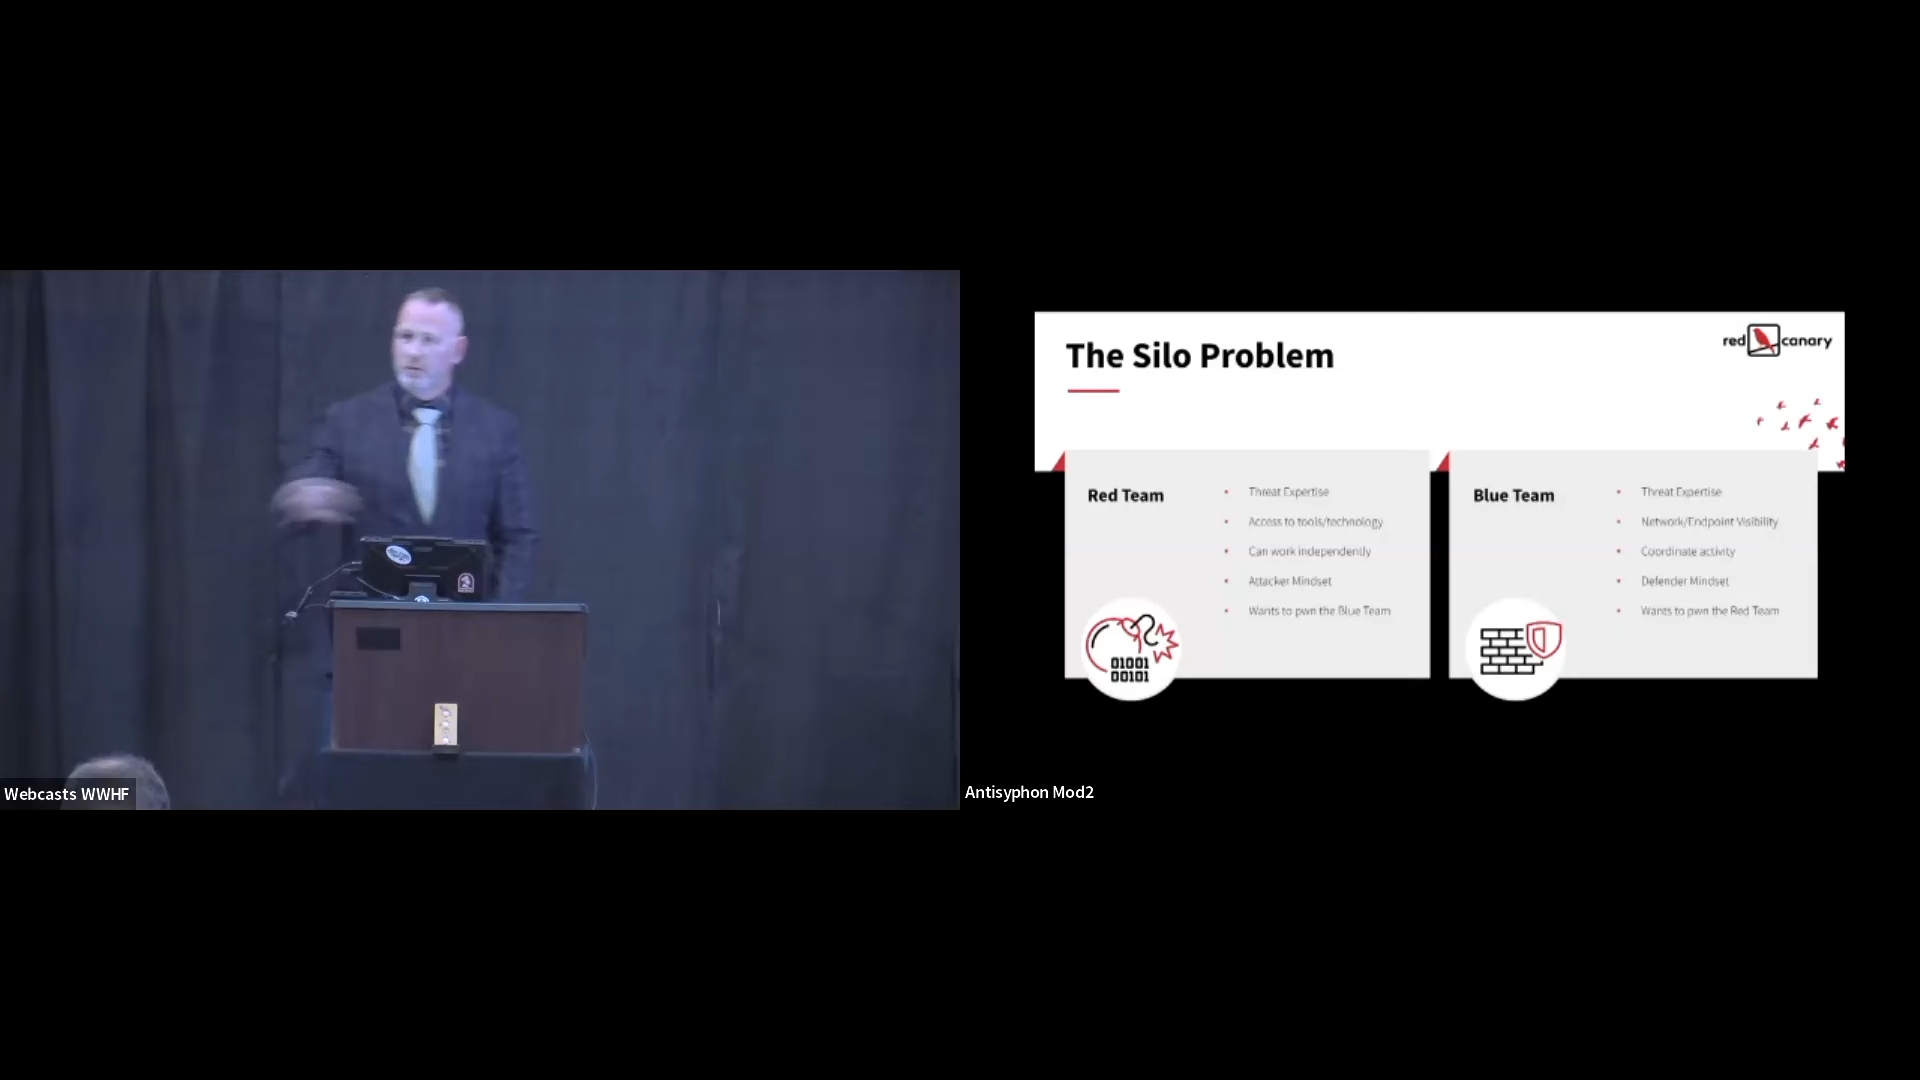 The Silo Problem
red canary
Red Team
Threat Expertise
Access to tools/technology
Can work independently
Attacker Mindset
Wants to pwn the Blue Team
01001
00101
Blue Team
Threat Expertise
Network/Endpoint Visibility
Coordinate activity
Defender Mindset
Wants to pwn the Red Team
Webcasts WWHF
Antisyphon Mod2